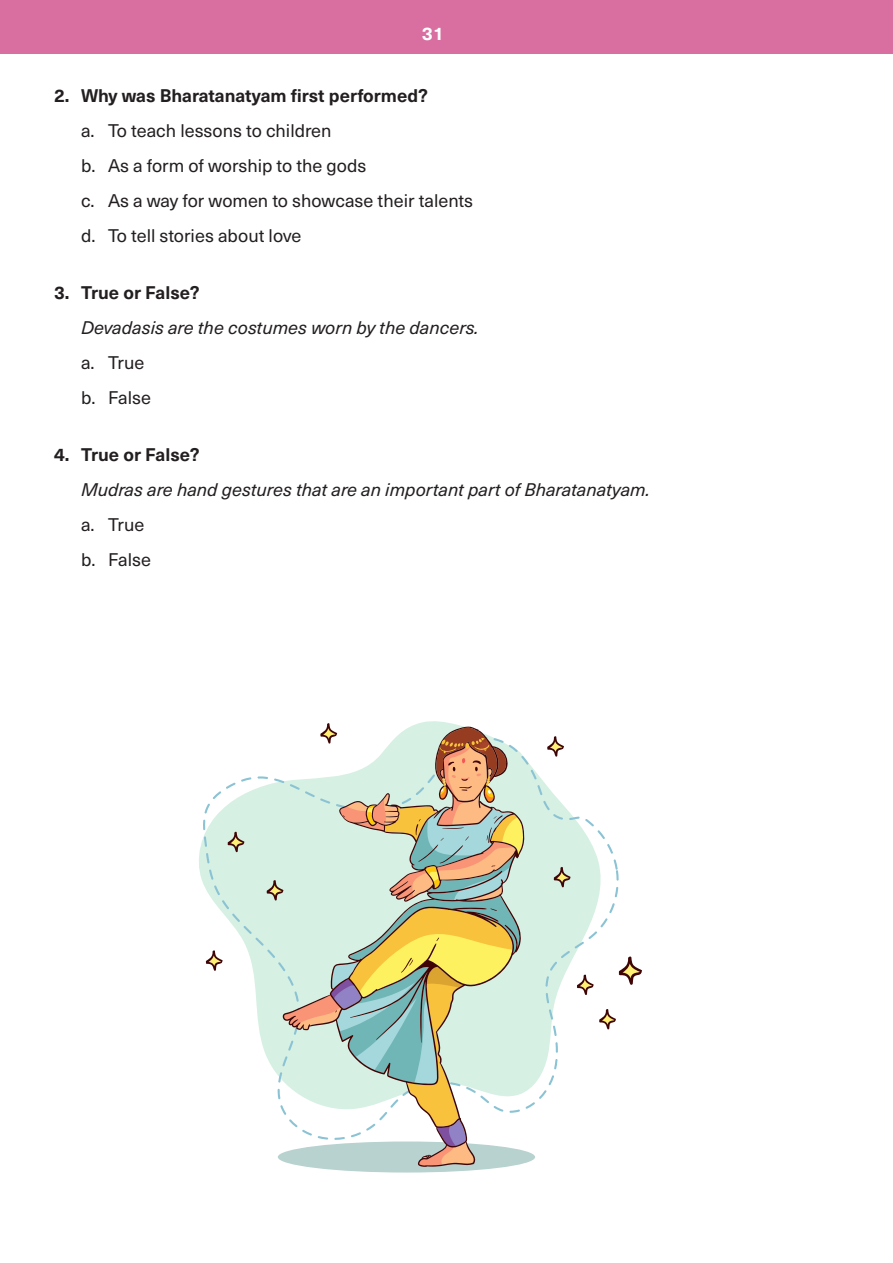 31
2. Why was Bharatanatyam first performed?
a. To teach lessons to children
b. As a form of worship to the gods
c. As a way for women to showcase their talents
d. To tell stories about love
3. True or False?
Devadasis are the costumes worn by the dancers.
a. True
b. False
4. True or False?
Mudras are hand gestures that are an important part of Bharatanatyam.
a. True
b. False